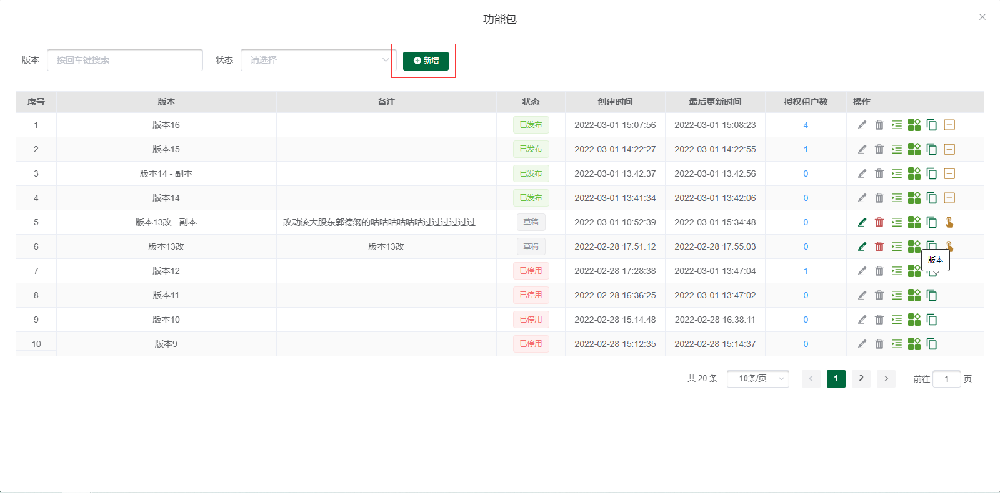 功能包
版本 按回车键搜索 状态 请选择 新增
序号 版本 备注 状态 创建时间 最后更新时间 授权租户数 操作
1 版本16 已发布 2022-03-01 15:07:56 2022-03-01 15:08:23 4
2 版本15 已发布 2022-03-01 14:22:27 2022-03-01 14:22:55 1
3 版本14 - 副本 已发布 2022-03-01 13:42:37 2022-03-01 13:42:56 0
4 版本14 已发布 2022-03-01 13:41:34 2022-03-01 13:42:06 0
5 版本13改 - 副本 改动该大股东郭德纲的咕咕咕咕咕咕过过过过过过... 草稿 2022-03-01 10:52:39 2022-03-01 15:34:48 0
6 版本13改 版本13改 草稿 2022-02-28 17:51:12 2022-02-28 17:55:03 0
版本
7 版本12 已停用 2022-02-28 17:28:38 2022-03-01 13:47:04 1
8 版本11 已停用 2022-02-28 16:36:25 2022-03-01 13:47:02 0
9 版本10 已停用 2022-02-28 15:14:48 2022-02-28 16:38:11 0
10 版本9 已停用 2022-02-28 15:12:35 2022-02-28 15:14:37 0
共 20 条 10条/页 1 2 前往 1 页